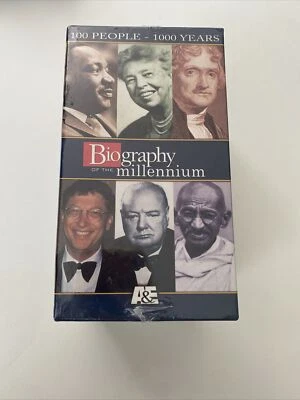 100 PEOPLE - 1000 YEARS
Biography
OF THE millennium
A&E